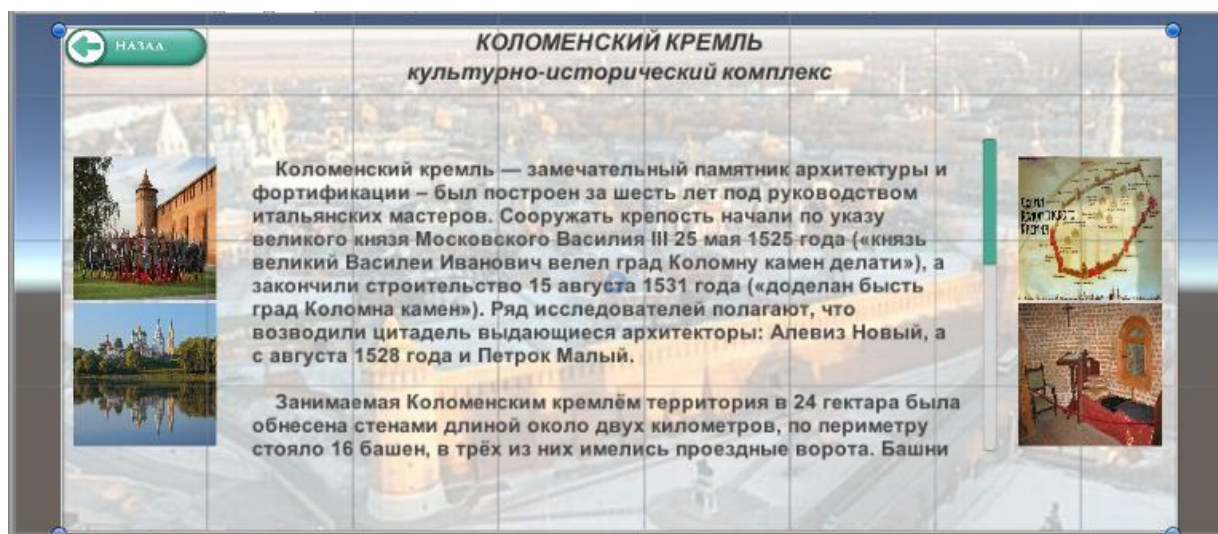 НАЗАД
КОЛОМЕНСКИЙ КРЕМЛЬ
культурно-исторический комплекс
Коломенский кремль — замечательный памятник архитектуры и
фортификации – был построен за шесть лет под руководством
итальянских мастеров. Сооружать крепость начали по указу
великого князя Московского Василия III 25 мая 1525 года («князь
великий Василеи Иванович велел град Коломну камен делати»), а
закончили строительство 15 августа 1531 года («доделан бысть
град Коломна камен»). Ряд исследователей полагают, что
возводили цитадель выдающиеся архитекторы: Алевиз Новый, а
с августа 1528 года и Петрок Малый.
Занимаемая Коломенским кремлём территория в 24 гектара была
обнесена стенами длиной около двух километров, по периметру
стояло 16 башен, в трёх из них имелись проездные ворота. Башни
Коломенского
Кремля